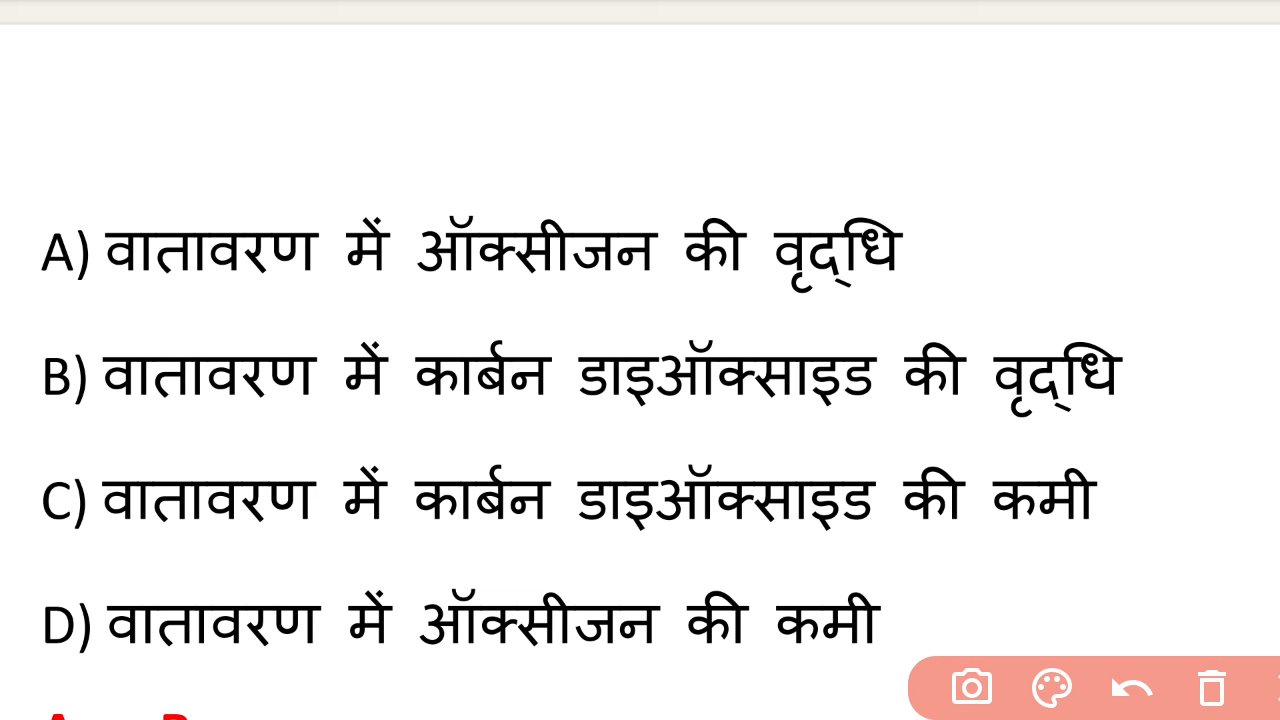 A) वातावरण में ऑक्सीजन की वृद्धि
B) वातावरण में कार्बन डाइऑक्साइड की वृद्धि
C) वातावरण में कार्बन डाइऑक्साइड की कमी
D) वातावरण में ऑक्सीजन की कमी